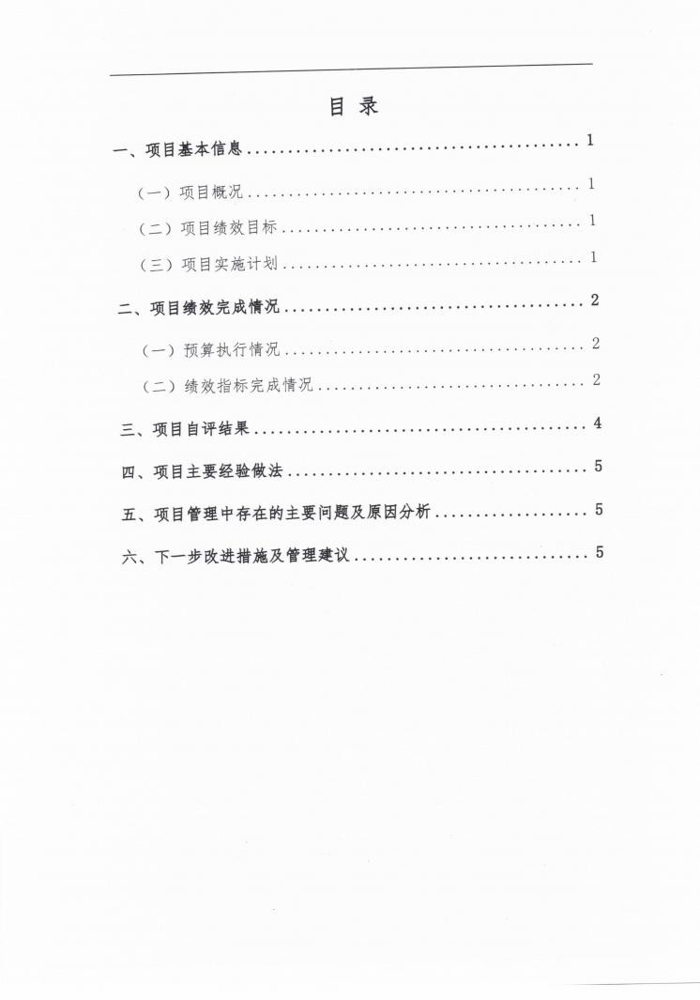 目 录
一、项目基本信息........................................1
（一）项目概况........................................1
（二）项目绩效目标....................................1
（三）项目实施计划....................................1
二、项目绩效完成情况....................................2
（一）预算执行情况....................................2
（二）绩效指标完成情况................................2
三、项目自评结果........................................4
四、项目主要经验做法....................................5
五、项目管理中存在的主要问题及原因分析..................5
六、下一步改进措施及管理建议............................5